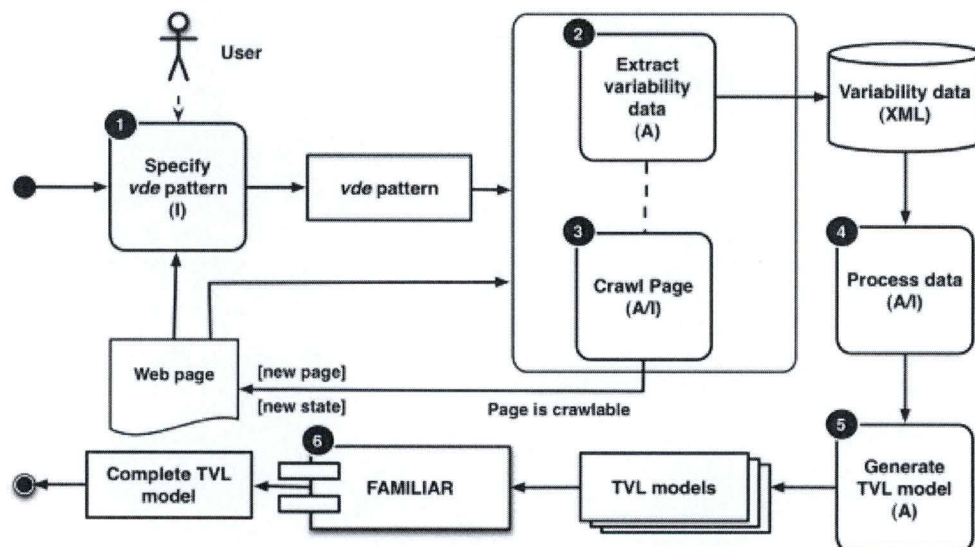 User
1
Specify
vde pattern
(I)
vde pattern
2
Extract
variability
data
(A)
Variability data
(XML)
3
Crawl Page
(A/I)
4
Process data
(A/I)
Web page
[new page]
[new state]
Page is crawlable
5
Generate
TVL model
(A)
TVL models
6
FAMILIAR
Complete TVL
model